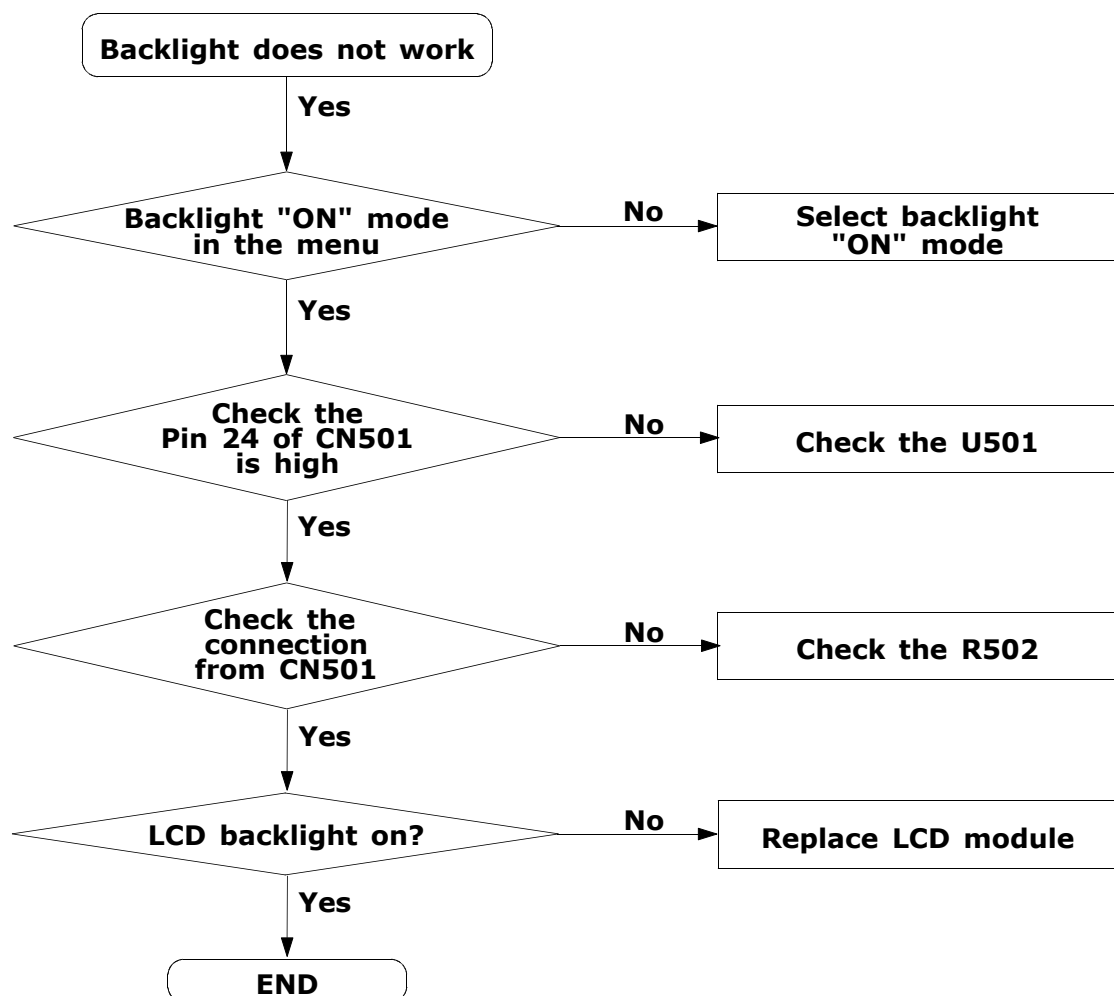 Backlight does not work
Yes
Backlight "ON" mode
in the menu
No
Select backlight
"ON" mode
Yes
Check the
Pin 24 of CN501
is high
No
Check the U501
Yes
Check the
connection
from CN501
No
Check the R502
Yes
LCD backlight on?
No
Replace LCD module
Yes
END